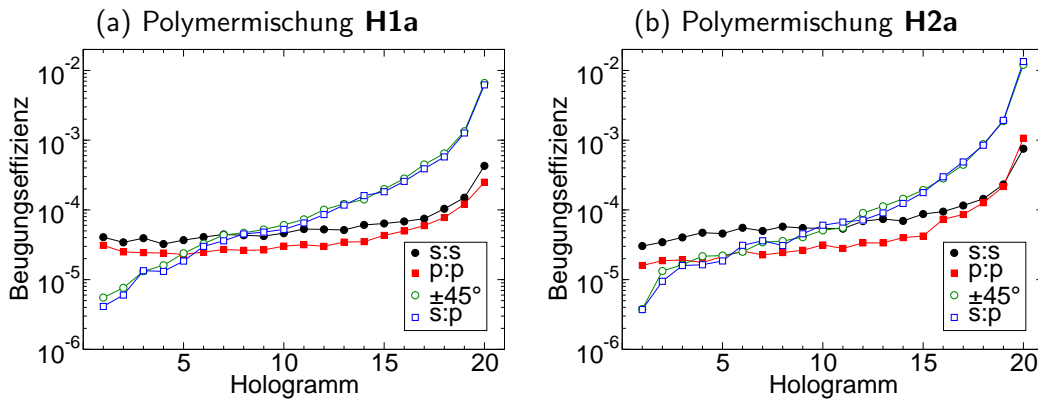 (a) Polymermischung H1a
Beugungseffizienz
10⁻²
10⁻³
10⁻⁴
10⁻⁵
10⁻⁶
s:s
p:p
±45°
s:p
5 10 15 20
Hologramm
(b) Polymermischung H2a
Beugungseffizienz
10⁻²
10⁻³
10⁻⁴
10⁻⁵
10⁻⁶
s:s
p:p
±45°
s:p
5 10 15 20
Hologramm